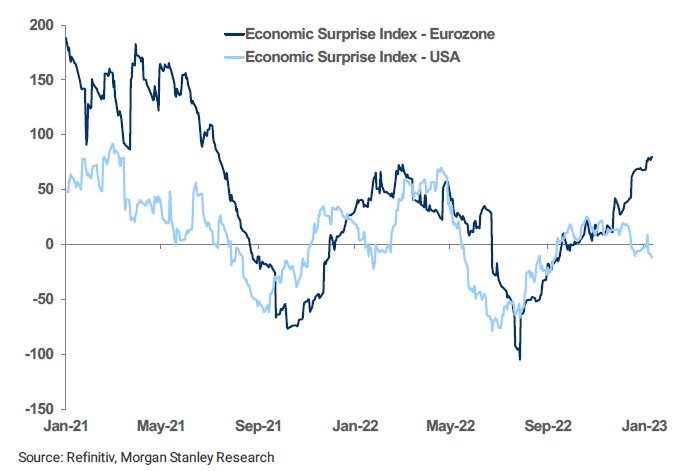 200
Economic Surprise Index - Eurozone
Economic Surprise Index - USA
150
100
50
0
-50
-100
-150
Jan-21 May-21 Sep-21 Jan-22 May-22 Sep-22 Jan-23
Source: Refinitiv, Morgan Stanley Research